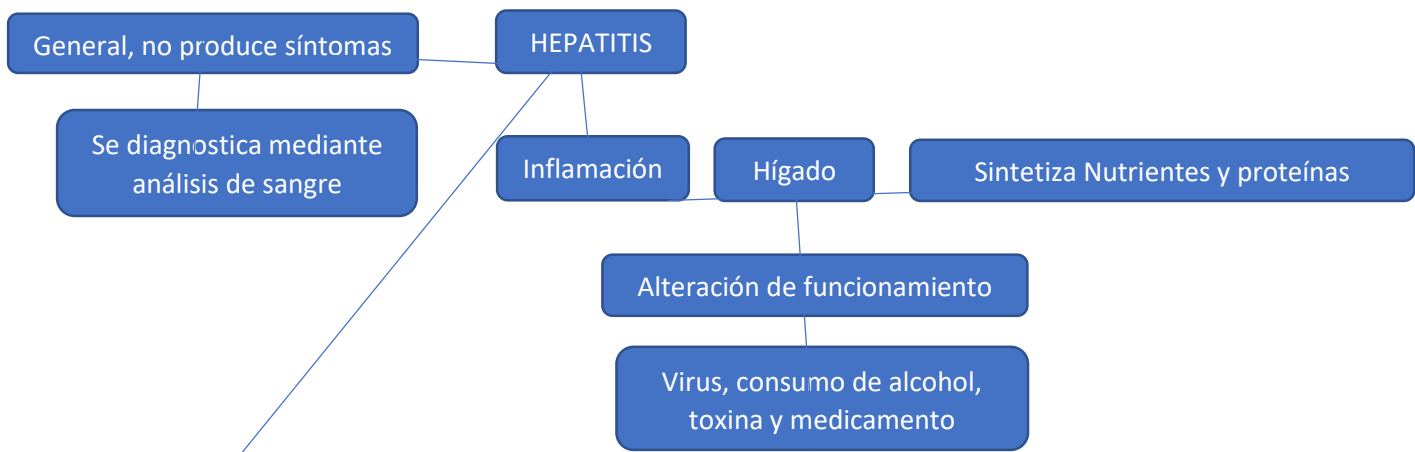 General, no produce síntomas
HEPATITIS
Se diagnostica mediante
análisis de sangre
Inflamación
Hígado
Sintetiza Nutrientes y proteínas
Alteración de funcionamiento
Virus, consumo de alcohol,
toxina y medicamento